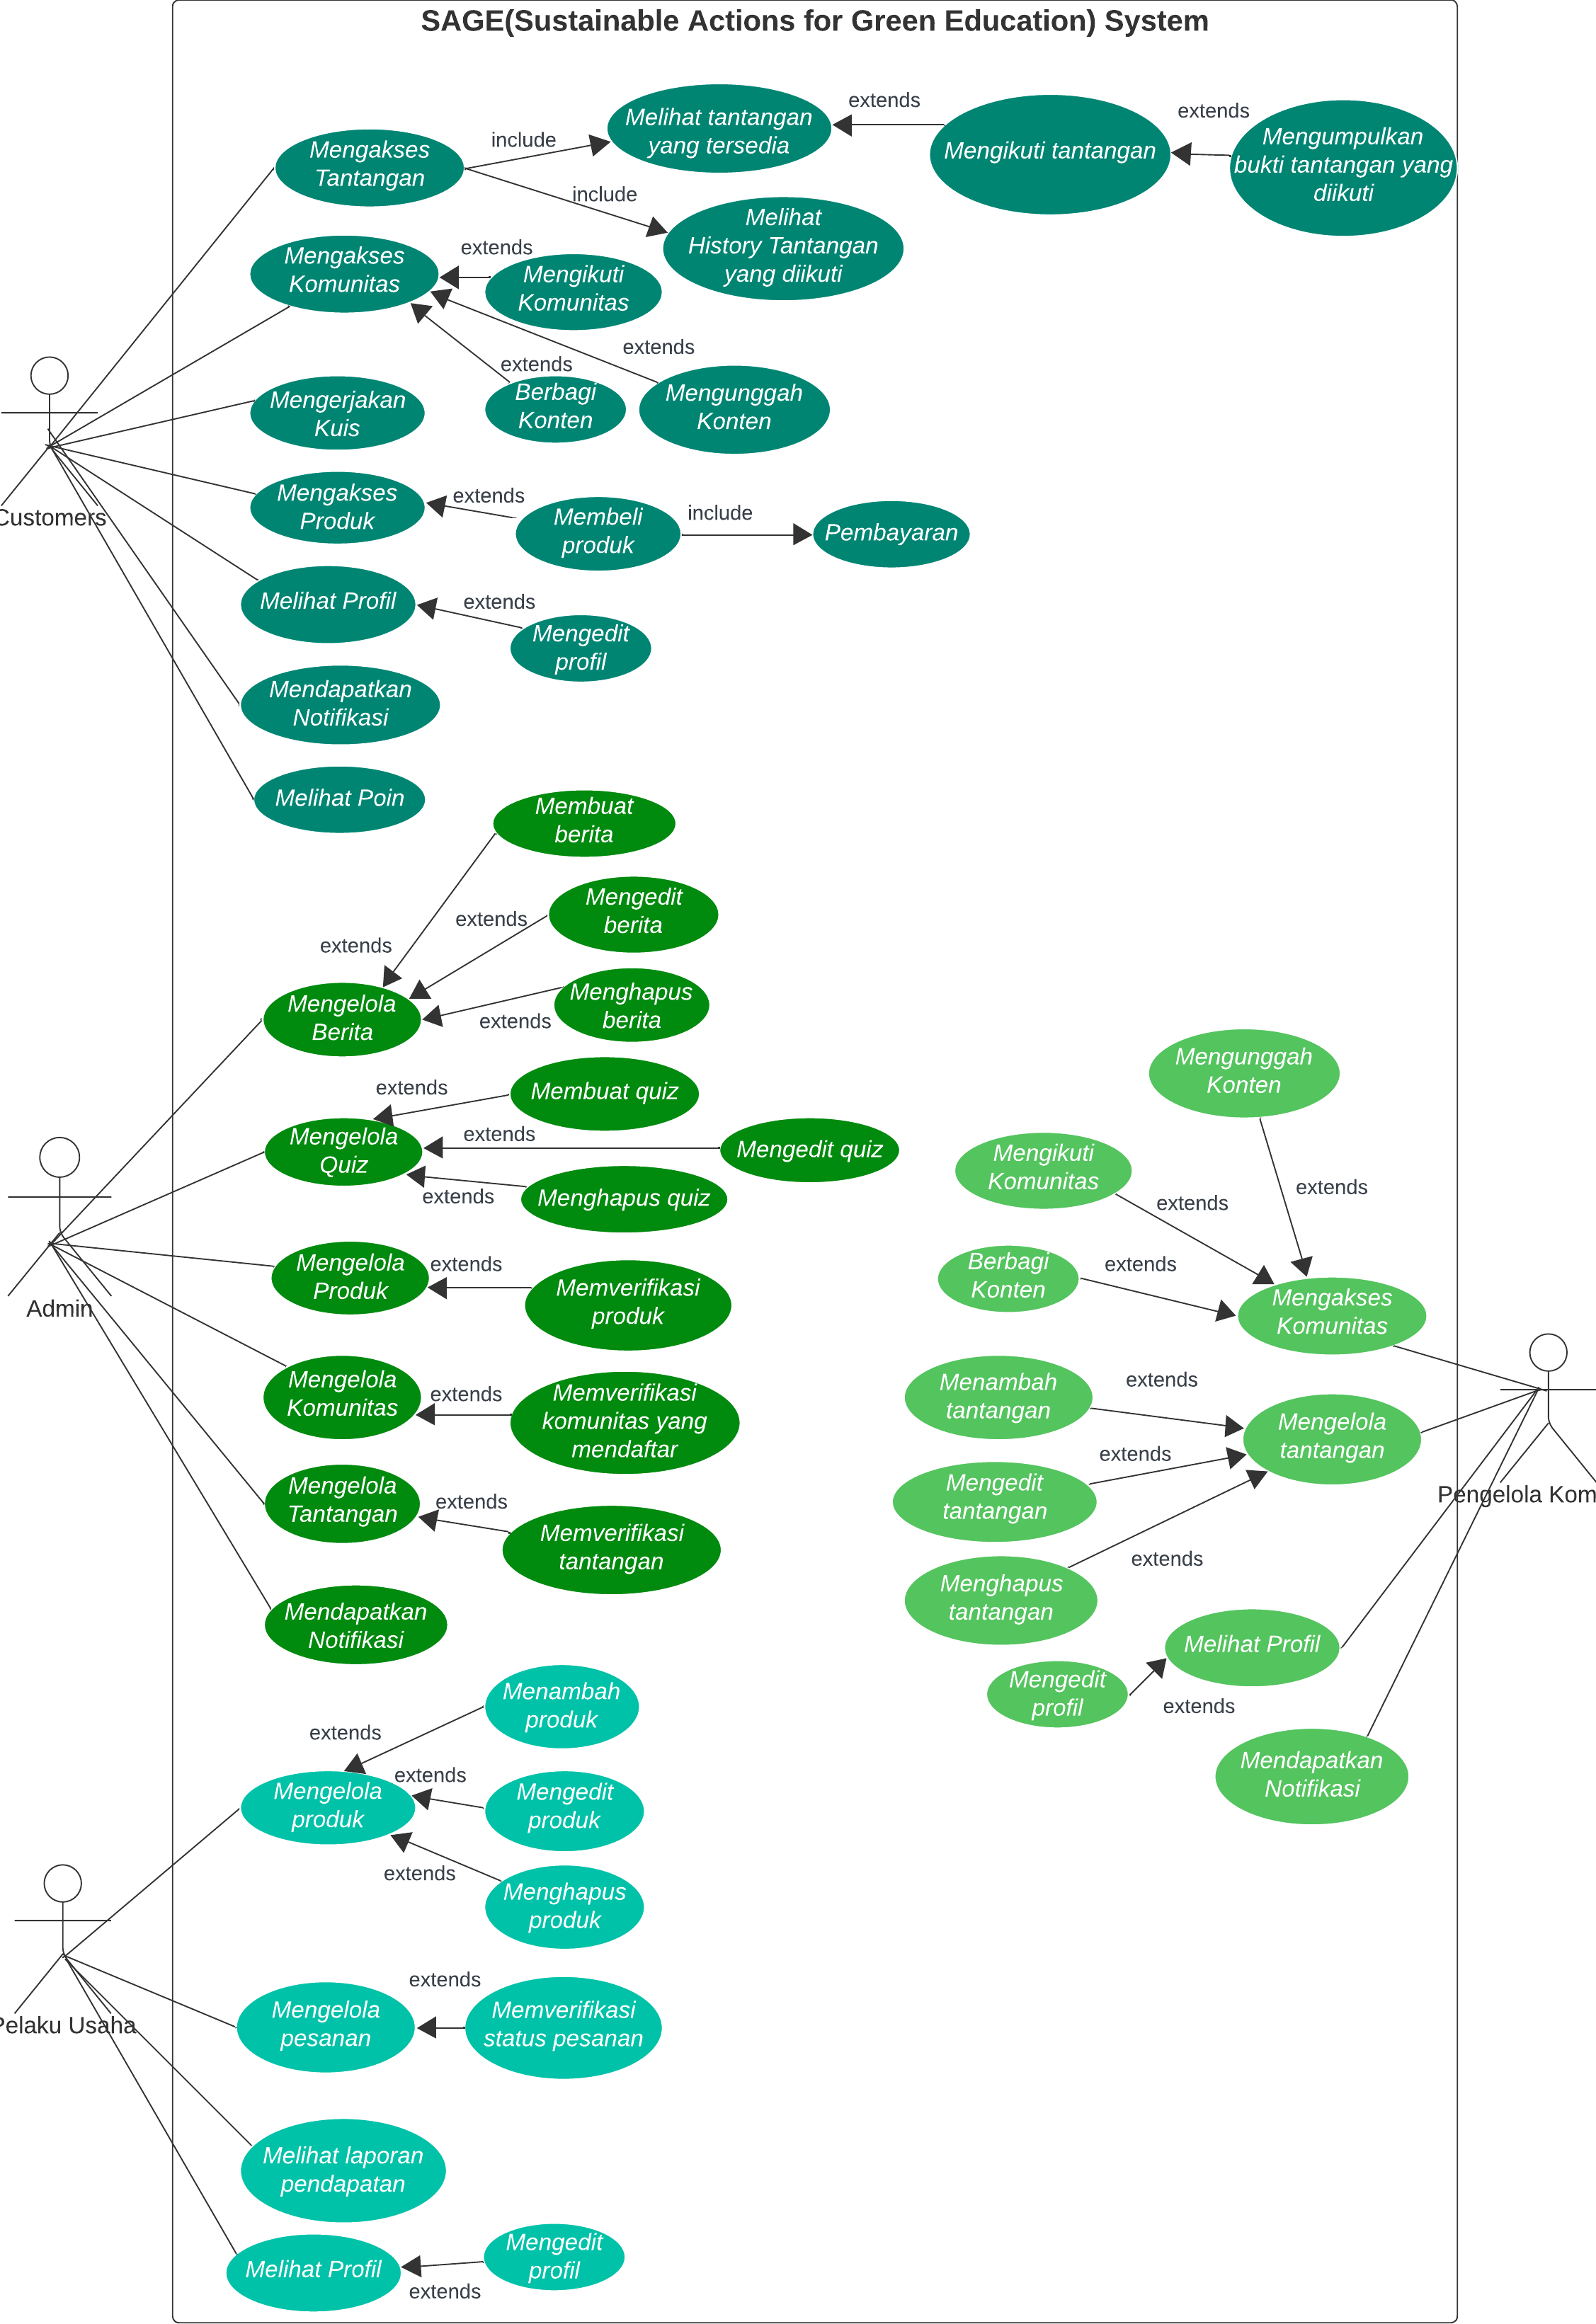 SAGE(Sustainable Actions for Green Education) System
Mengakses
Tantangan
include
include
Melihat tantangan
yang tersedia
extends
Mengikuti tantangan
extends
Mengumpulkan
bukti tantangan yang
diikuti
Melihat
History Tantangan
yang diikuti
Mengakses
Komunitas
extends
Mengikuti
Komunitas
extends
extends
Berbagi
Konten
Mengunggah
Konten
Customers
Mengerjakan
Kuis
Mengakses
Produk
extends
Membeli
produk
include
Pembayaran
Melihat Profil
extends
Mengedit
profil
Mendapatkan
Notifikasi
Melihat Poin
Membuat
berita
extends
Mengedit
berita
extends
Menghapus
berita
extends
Mengelola
Berita
Admin
Mengelola
Quiz
extends
Membuat quiz
extends
Mengedit quiz
extends
Menghapus quiz
Mengelola
Produk
extends
Memverifikasi
produk
Mengelola
Komunitas
extends
Memverifikasi
komunitas yang
mendaftar
Mengelola
Tantangan
extends
Memverifikasi
tantangan
Mendapatkan
Notifikasi
Mengunggah
Konten
extends
Mengikuti
Komunitas
extends
Berbagi
Konten
extends
Mengakses
Komunitas
Menambah
tantangan
extends
Mengelola
tantangan
Mengedit
tantangan
extends
Menghapus
tantangan
extends
Pengelola Kom
Melihat Profil
Mengedit
profil
extends
Mendapatkan
Notifikasi
Menambah
produk
extends
Mengelola
produk
extends
Mengedit
produk
extends
Menghapus
produk
Pelaku Usaha
Mengelola
pesanan
extends
Memverifikasi
status pesanan
Melihat laporan
pendapatan
Melihat Profil
extends
Mengedit
profil